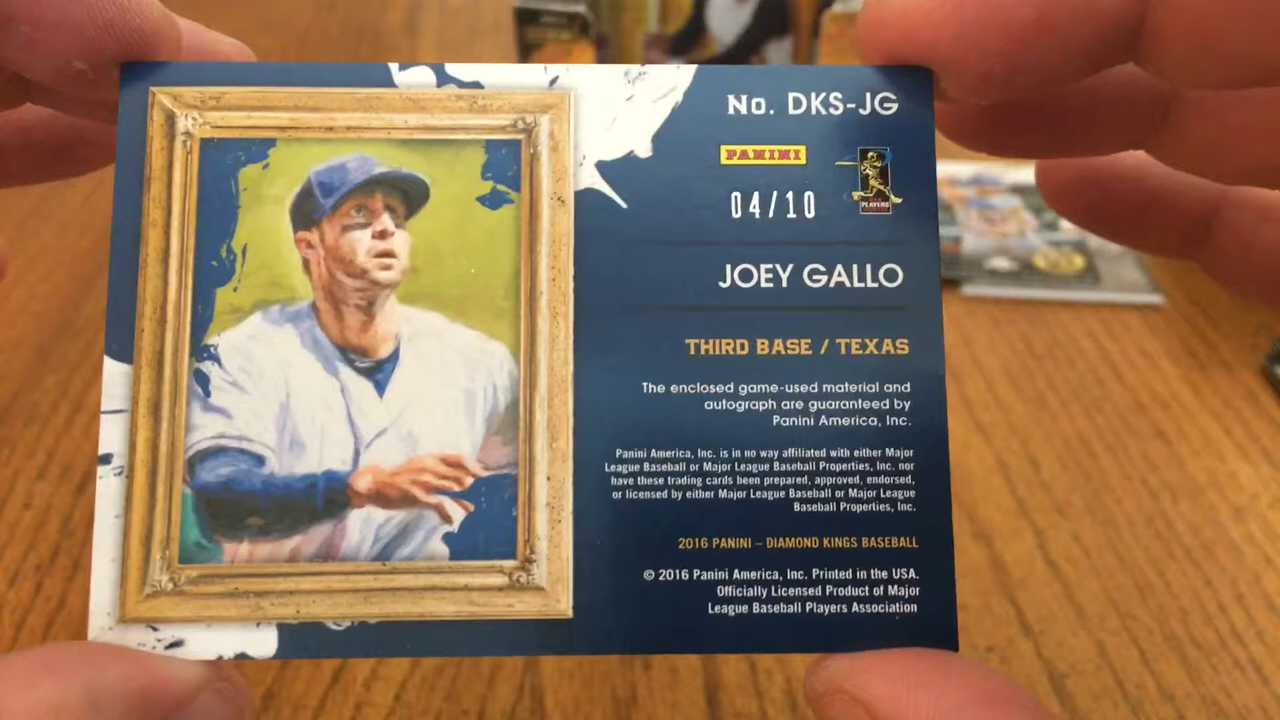 No. DKS-JG
PANINI
04/10
PLAYERS
JOEY GALLO
THIRD BASE / TEXAS
The enclosed game-used material and
autograph are guaranteed by
Panini America, Inc.
Panini America, Inc. is in no way affiliated with either Major
League Baseball or Major League Baseball Properties, Inc. nor
have these trading cards been prepared, approved, endorsed,
or licensed by either Major League Baseball or Major League
Baseball Properties, Inc.
2016 PANINI – DIAMOND KINGS BASEBALL
© 2016 Panini America, Inc. Printed in the USA.
Officially Licensed Product of Major
League Baseball Players Association